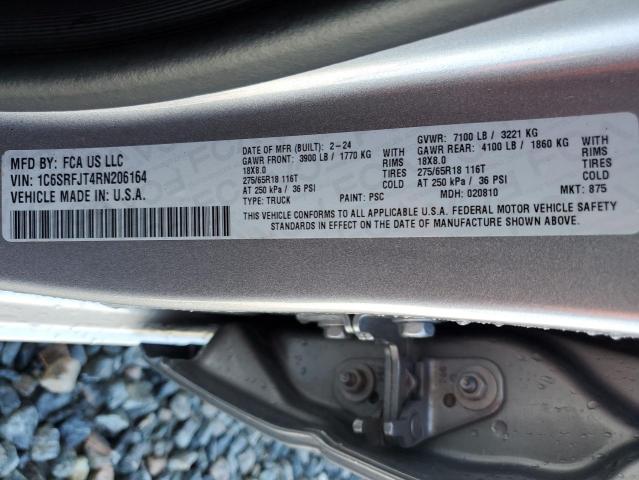 MFD BY: FCA US LLC
VIN: 1C6SRFJT4RN206164
VEHICLE MADE IN: U.S.A.
DATE OF MFR (BUILT): 2-24
GVWR: 7100 LB / 3221 KG
FRONT: 3900 LB / 1770 KG WITH REAR: 4100 LB / 1860 KG WITH
18X8.0 RIMS 18X8.0 RIMS
275/65R18 116T TIRES 275/65R18 116T TIRES
AT 250 kPa / 36 PSI COLD AT 250 kPa / 36 PSI COLD
TYPE: TRUCK PAINT: PSC MDH: 020810 MKT: 875
THIS VEHICLE CONFORMS TO ALL APPLICABLE U.S.A. FEDERAL MOTOR VEHICLE SAFETY
STANDARDS IN EFFECT ON THE DATE OF MANUFACTURE SHOWN ABOVE.